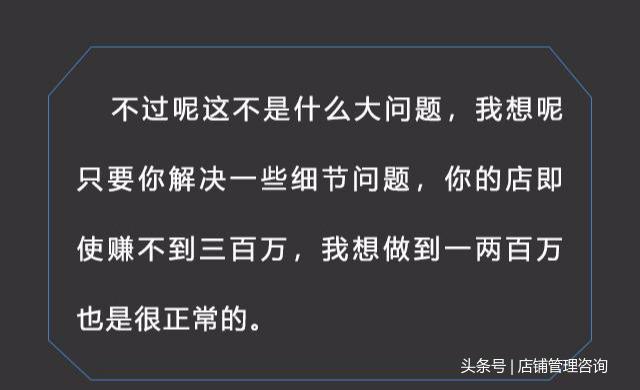 不过呢这不是什么大问题，我想呢
只要你解决一些细节问题，你的店即
使赚不到三百万，我想做到一两百万
也是很正常的。
头条号 | 店铺管理咨询